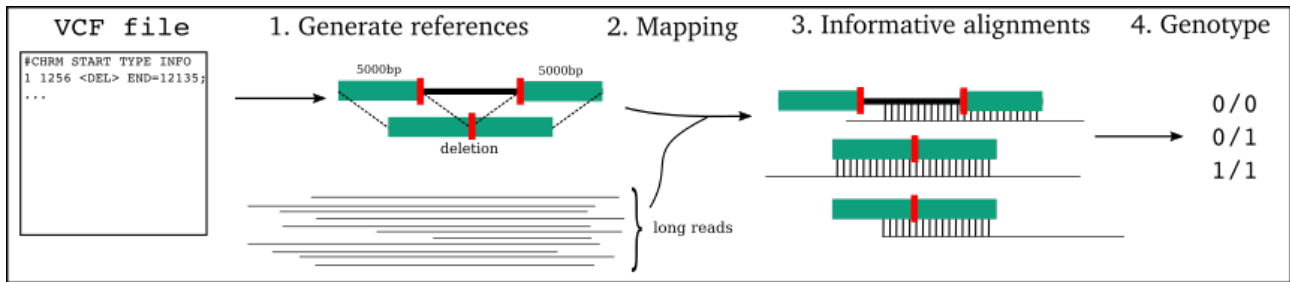 VCF file
#CHRM START TYPE INFO
1 1256 <DEL> END=12135;
...
1. Generate references
5000bp
5000bp
deletion
long reads
2. Mapping
3. Informative alignments
4. Genotype
0/0
0/1
1/1